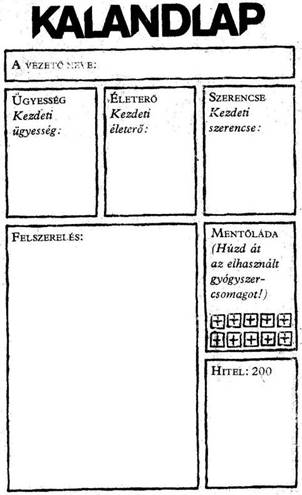 KALANDLAP
A VEZETŐ NEVE:
ÜGYESSÉG
Kezdeti
ügyesség:
ÉLETERŐ
Kezdeti
életerő:
SZERENCSE
Kezdeti
szerencse:
FELSZERELÉS:
MENTŐLÁDA
(Húzd át
az elhasznált
gyógyszer-
csomagot!)
HITEL: 200